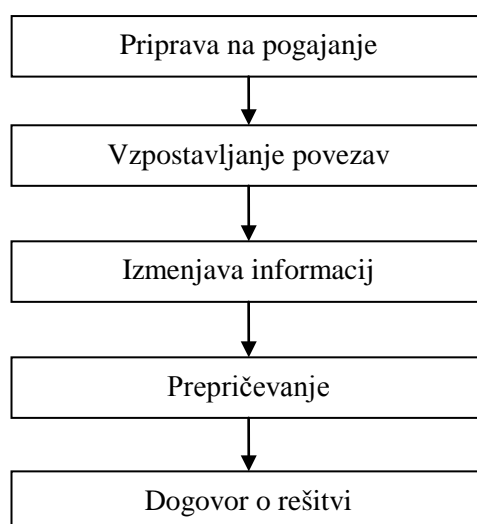 Priprava na pogajanje
Vzpostavljanje povezav
Izmenjava informacij
Prepričevanje
Dogovor o rešitvi